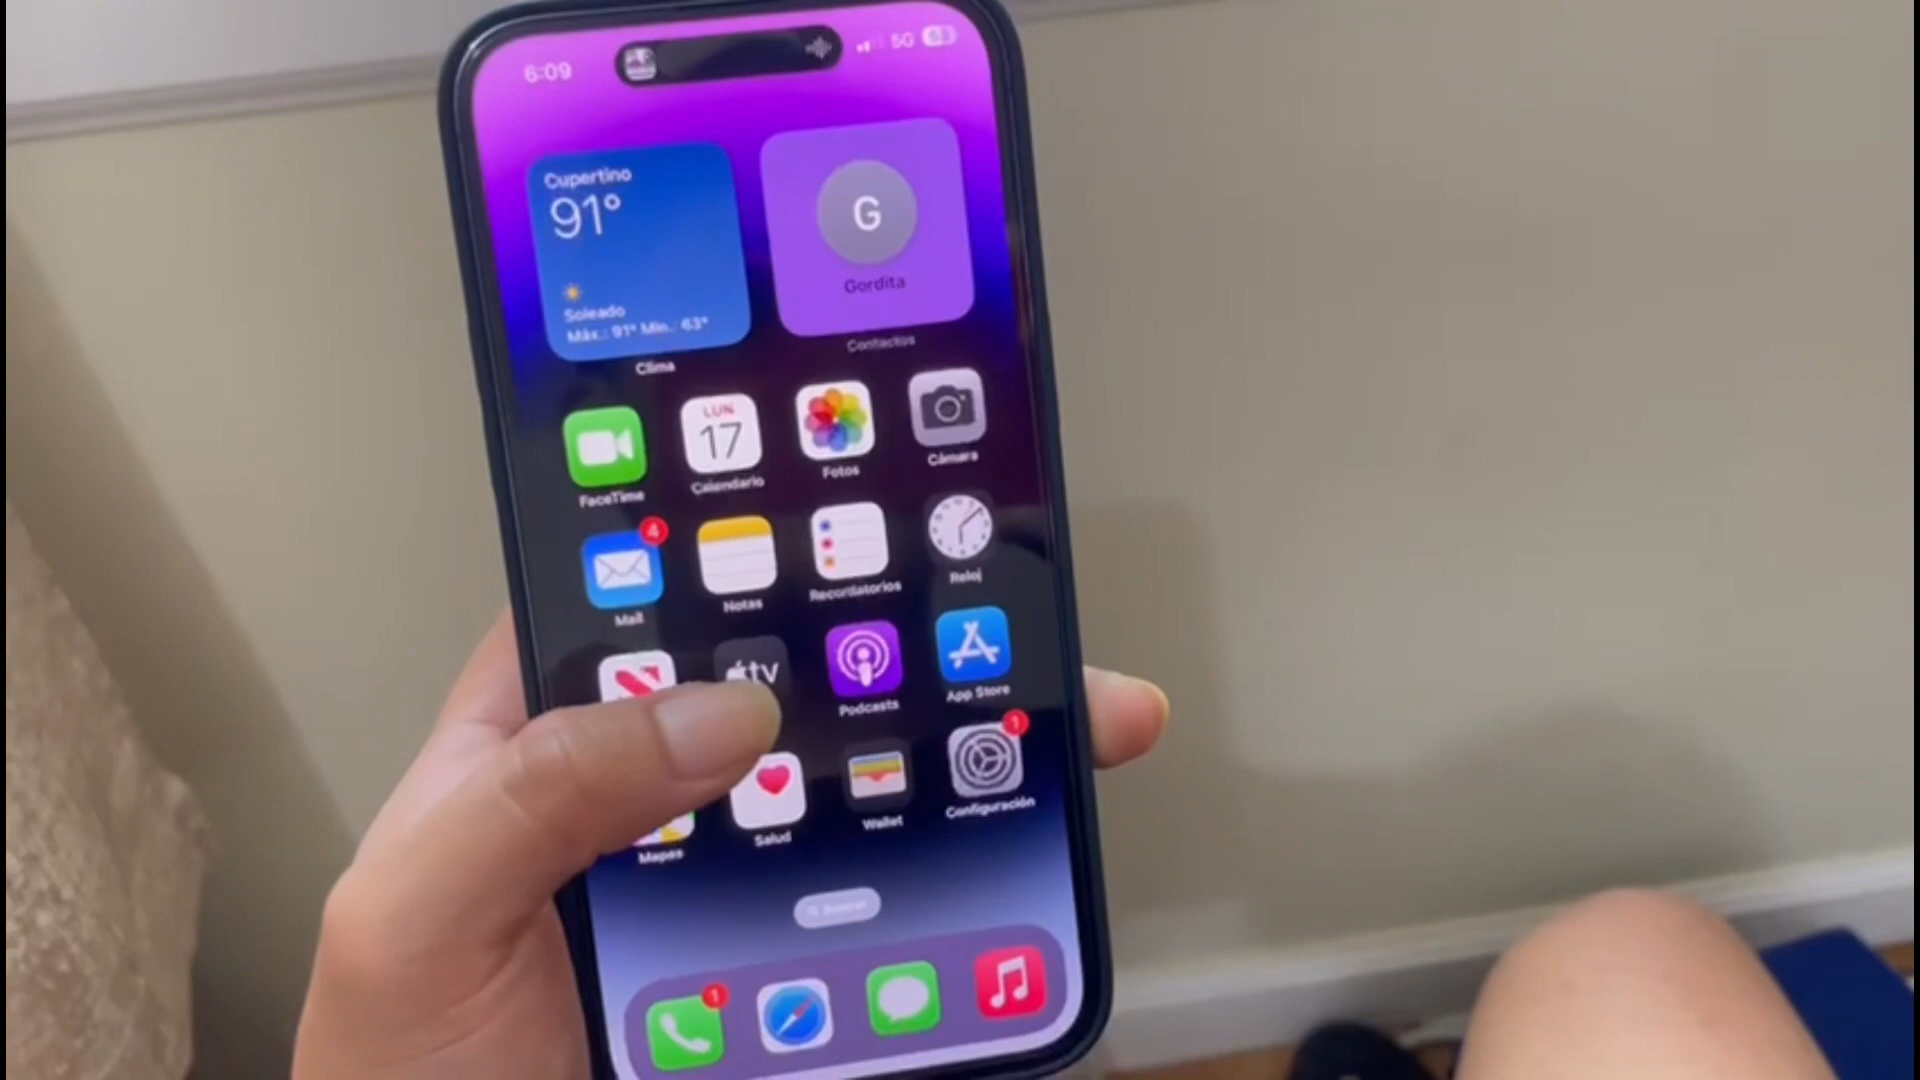 6:09
5G
Cupertino
91°
Soleado
Máx.: 91° Mín.: 63°
Clima
G
Gordita
Contactos
LUN
17
FaceTime
Calendario
Fotos
Cámara
4
Mail
Notas
Recordatorios
Reloj
tv
Podcasts
App Store
1
Mapas
Salud
Wallet
Configuración
Buscar
1